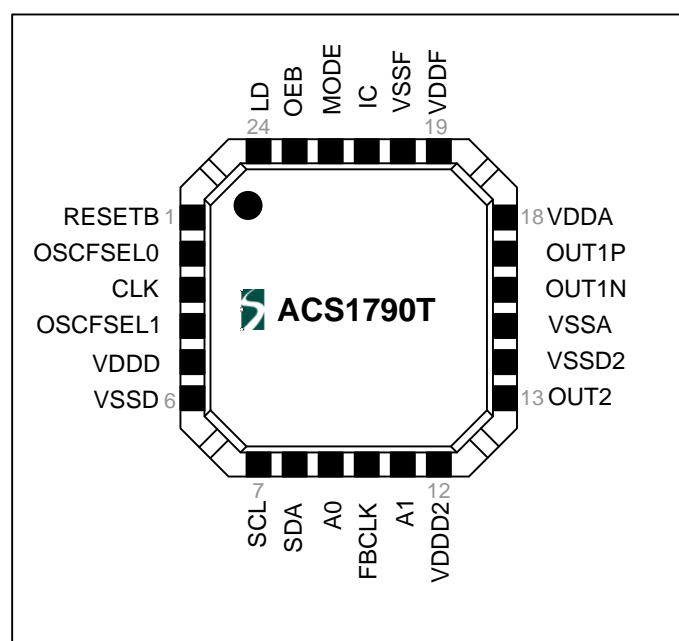 LD
OEB
MODE
IC
VSSF
VDDF
24
19
RESETB 1
OSCFSEL0
CLK
OSCFSEL1
VDDD
VSSD 6
ACS1790T
18 VDDA
OUT1P
OUT1N
VSSA
VSSD2
13 OUT2
7
12
SCL
SDA
A0
FBCLK
A1
VDDD2